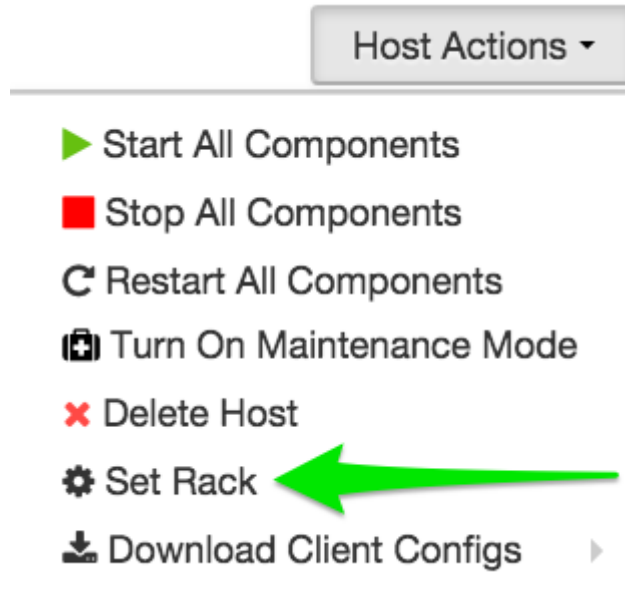 Host Actions
Start All Components
Stop All Components
Restart All Components
Turn On Maintenance Mode
Delete Host
Set Rack
Download Client Configs